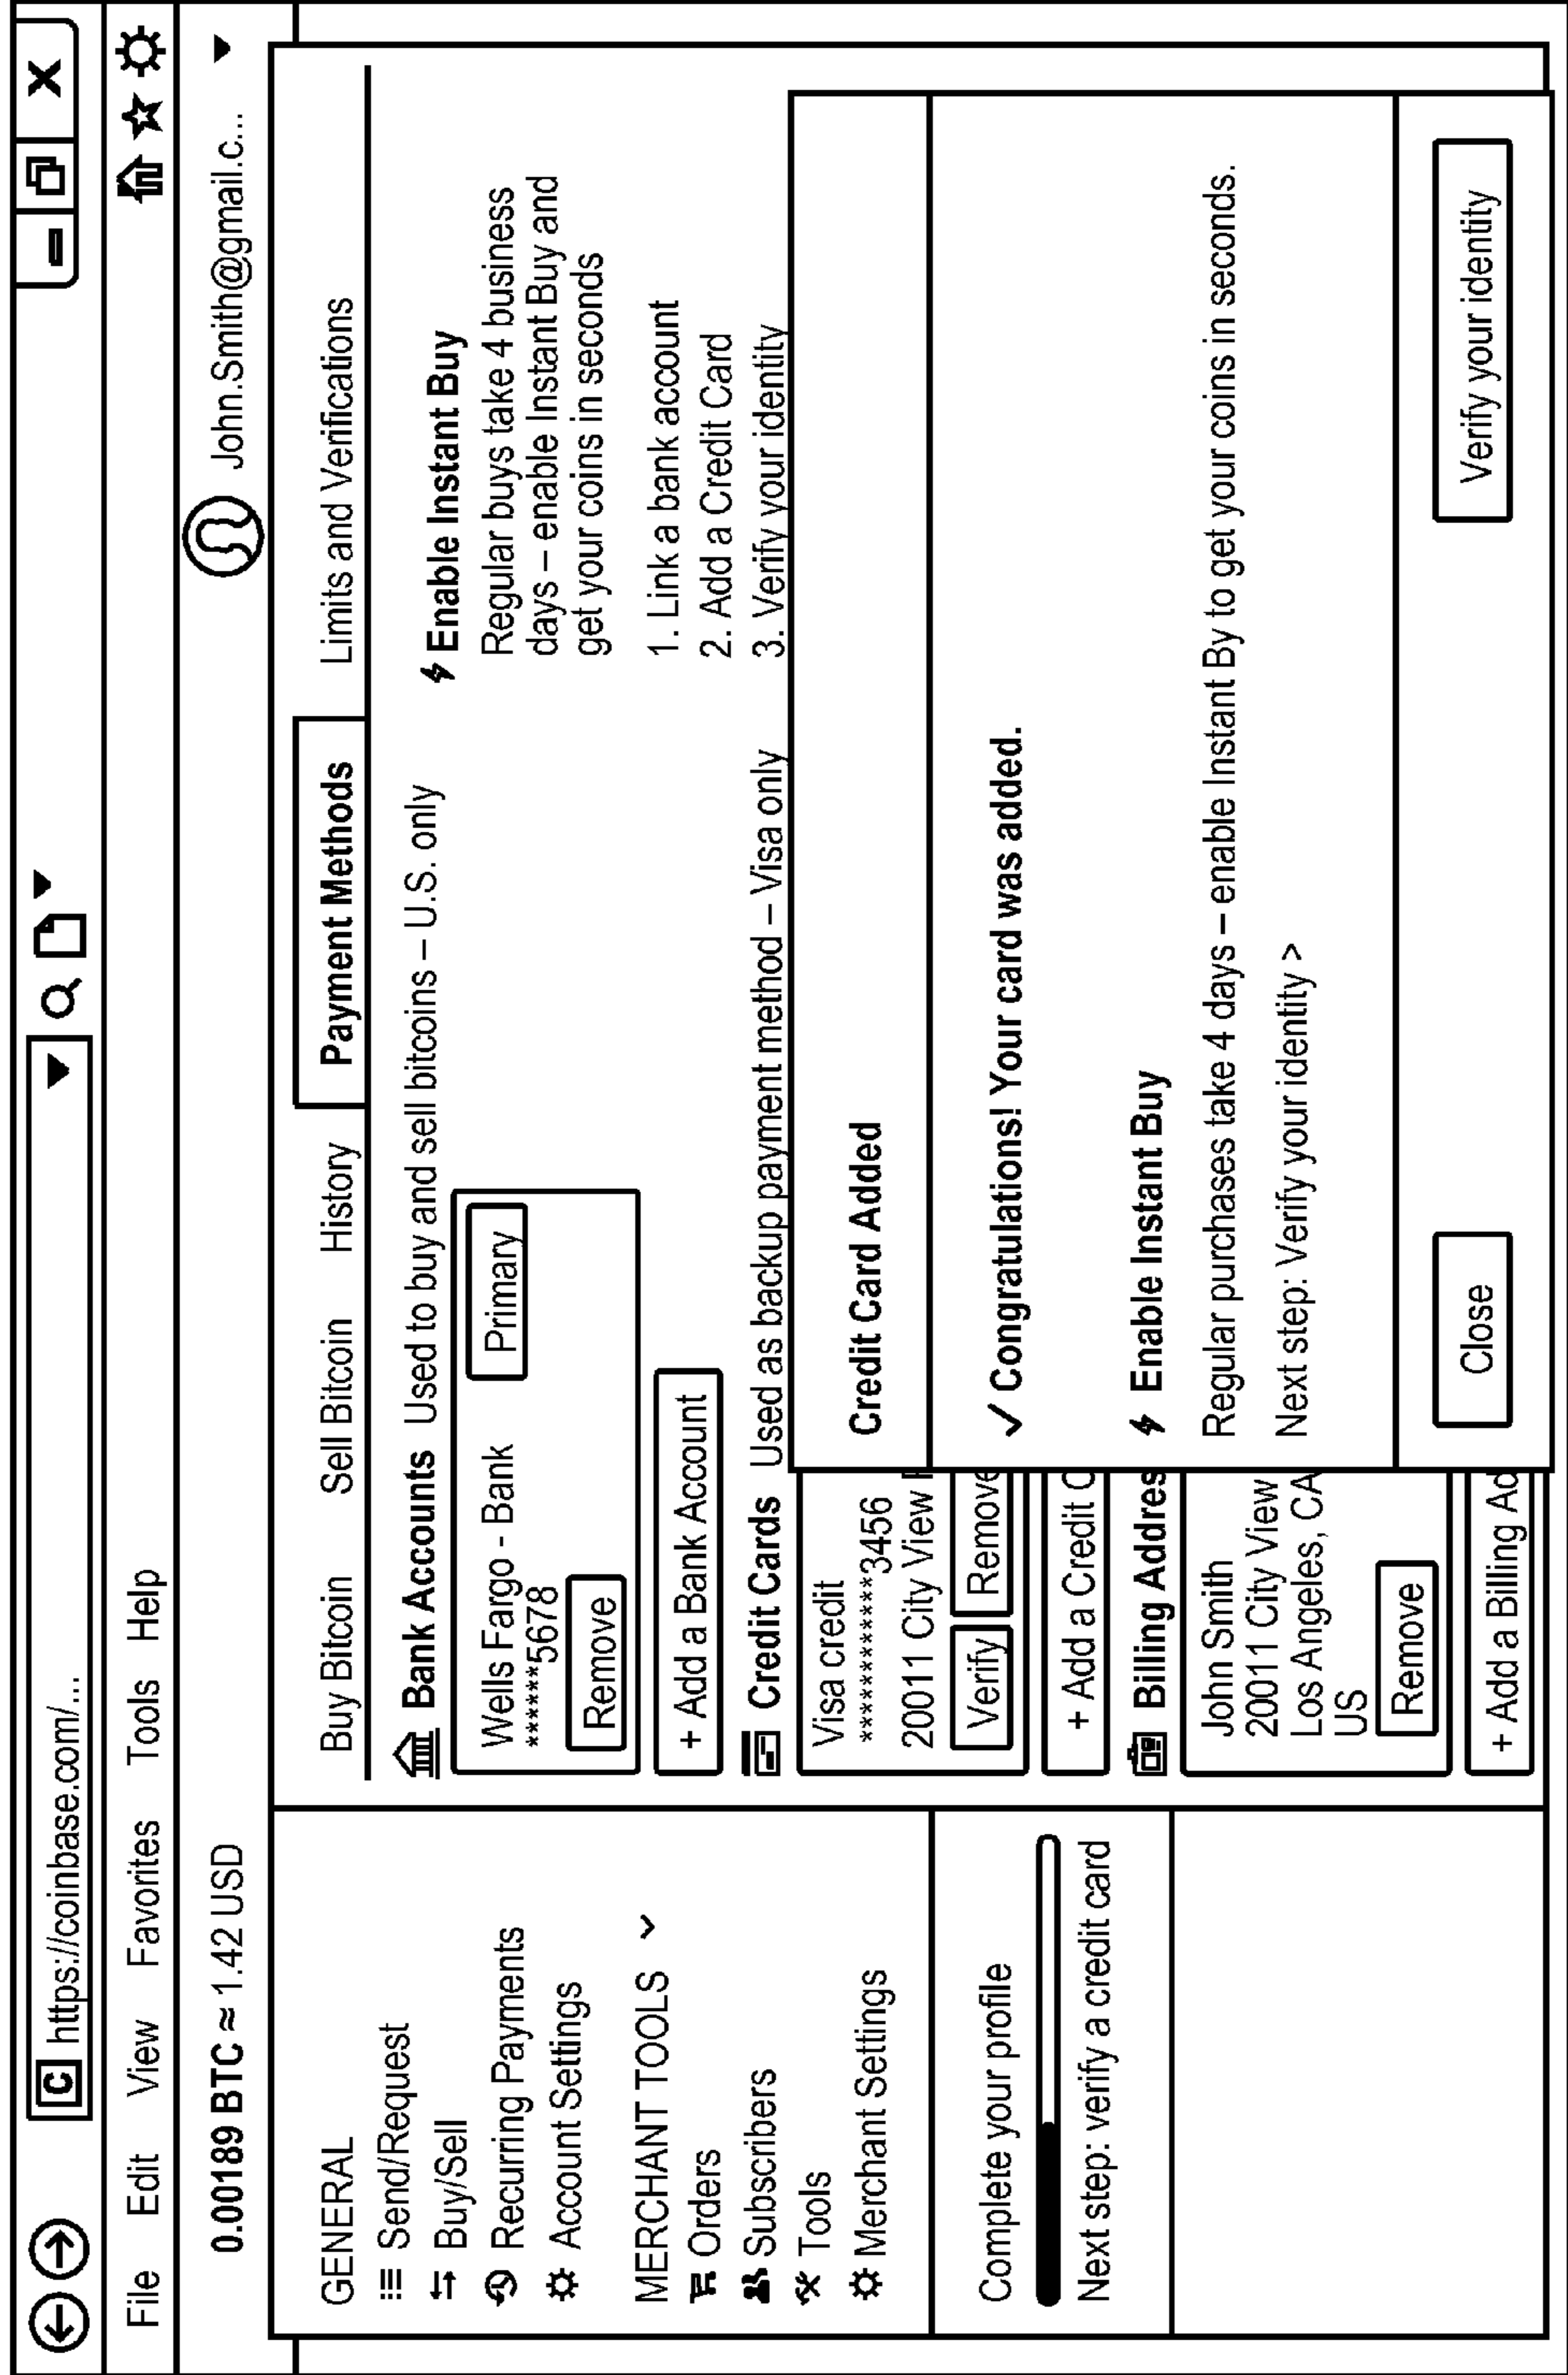 C https://coinbase.com/...
X
File Edit View Favorites Tools Help
0.00189 BTC ≈ 1.42 USD
John.Smith@gmail.c...
GENERAL
Send/Request
Buy/Sell
Recurring Payments
Account Settings
MERCHANT TOOLS
Orders
Subscribers
Tools
Merchant Settings
Complete your profile
Next step: verify a credit card
Buy Bitcoin Sell Bitcoin History Payment Methods Limits and Verifications
Bank Accounts Used to buy and sell bitcoins – U.S. only
Wells Fargo - Bank
******5678
Primary
Remove
+ Add a Bank Account
Credit Cards Used as backup payment method – Visa only
Visa credit
************3456
20011 City View
Verify Remove
+ Add a Credit C
Billing Addres
John Smith
20011 City View
Los Angeles, CA
US
Remove
+ Add a Billing Ad
Enable Instant Buy
Regular buys take 4 business
days – enable Instant Buy and
get your coins in seconds
1. Link a bank account
2. Add a Credit Card
3. Verify your identity
Credit Card Added
✓ Congratulations! Your card was added.
Enable Instant Buy
Regular purchases take 4 days – enable Instant By to get your coins in seconds.
Next step: Verify your identity >
Close Verify your identity